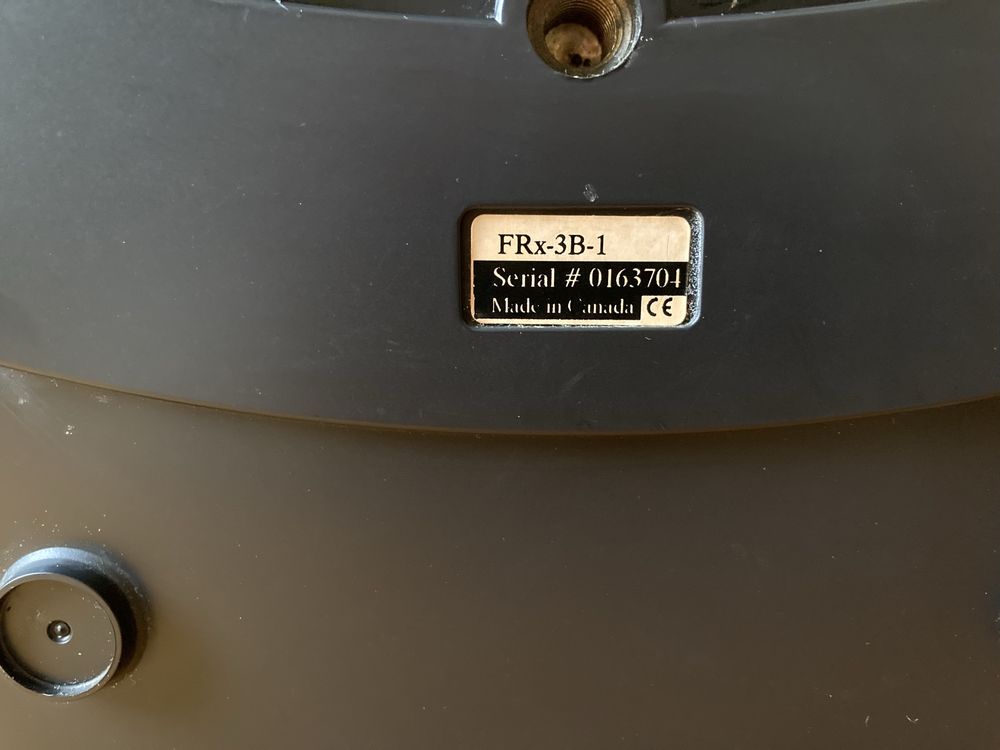 FRx-3B-1
Serial # 0163704
Made in Canada CE